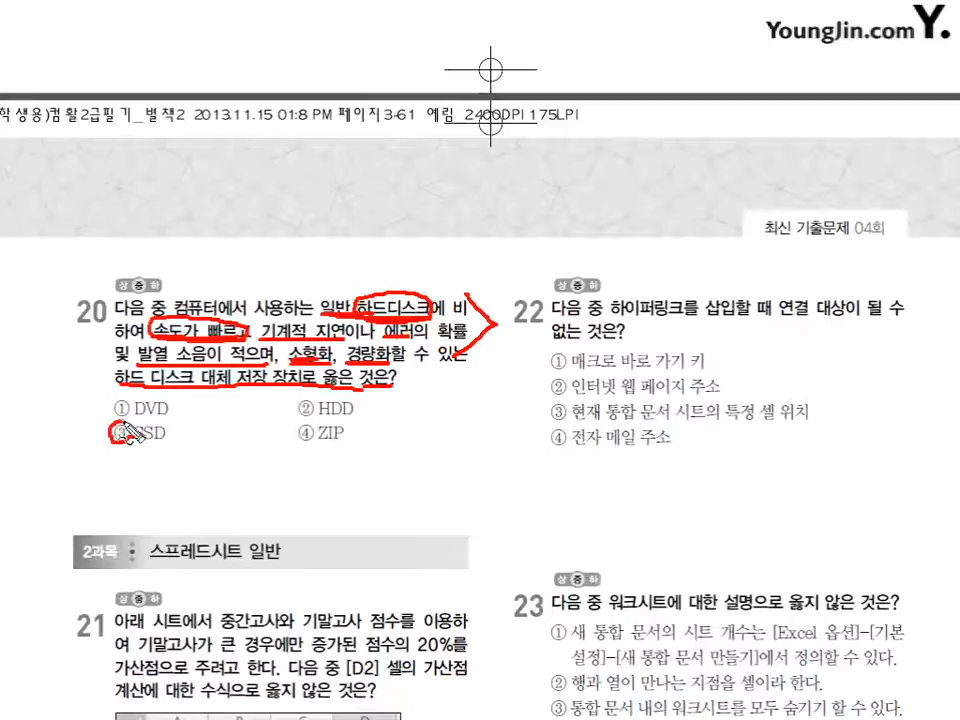 YoungJin.com Y.
학생용)컴활2급필기_별책2 2013.11.15 01:8 PM 페이지3-61 예림 2400DPI 175LPI
최신 기출문제 04회
상 중 하
20 다음 중 컴퓨터에서 사용하는 일반 하드디스크에 비
하여 속도가 빠르고 기계적 지연이나 에러의 확률
및 발열 소음이 적으며, 소형화, 경량화할 수 있는
하드 디스크 대체 저장 장치로 옳은 것은?
① DVD ② HDD
③ SSD ④ ZIP
2과목 스프레드시트 일반
상 중 하
21 아래 시트에서 중간고사와 기말고사 점수를 이용하
여 기말고사가 큰 경우에만 증가된 점수의 20%를
가산점으로 주려고 한다. 다음 중 [D2] 셀의 가산점
계산에 대한 수식으로 옳지 않은 것은?
A B C D
상 중 하
22 다음 중 하이퍼링크를 삽입할 때 연결 대상이 될 수
없는 것은?
① 매크로 바로 가기 키
② 인터넷 웹 페이지 주소
③ 현재 통합 문서 시트의 특정 셀 위치
④ 전자 메일 주소
상 중 하
23 다음 중 워크시트에 대한 설명으로 옳지 않은 것은?
① 새 통합 문서의 시트 개수는 [Excel 옵션]-[기본
설정]-[새 통합 문서 만들기]에서 정의할 수 있다.
② 행과 열이 만나는 지점을 셀이라 한다.
③ 통합 문서 내의 워크시트를 모두 숨기기 할 수 있다.